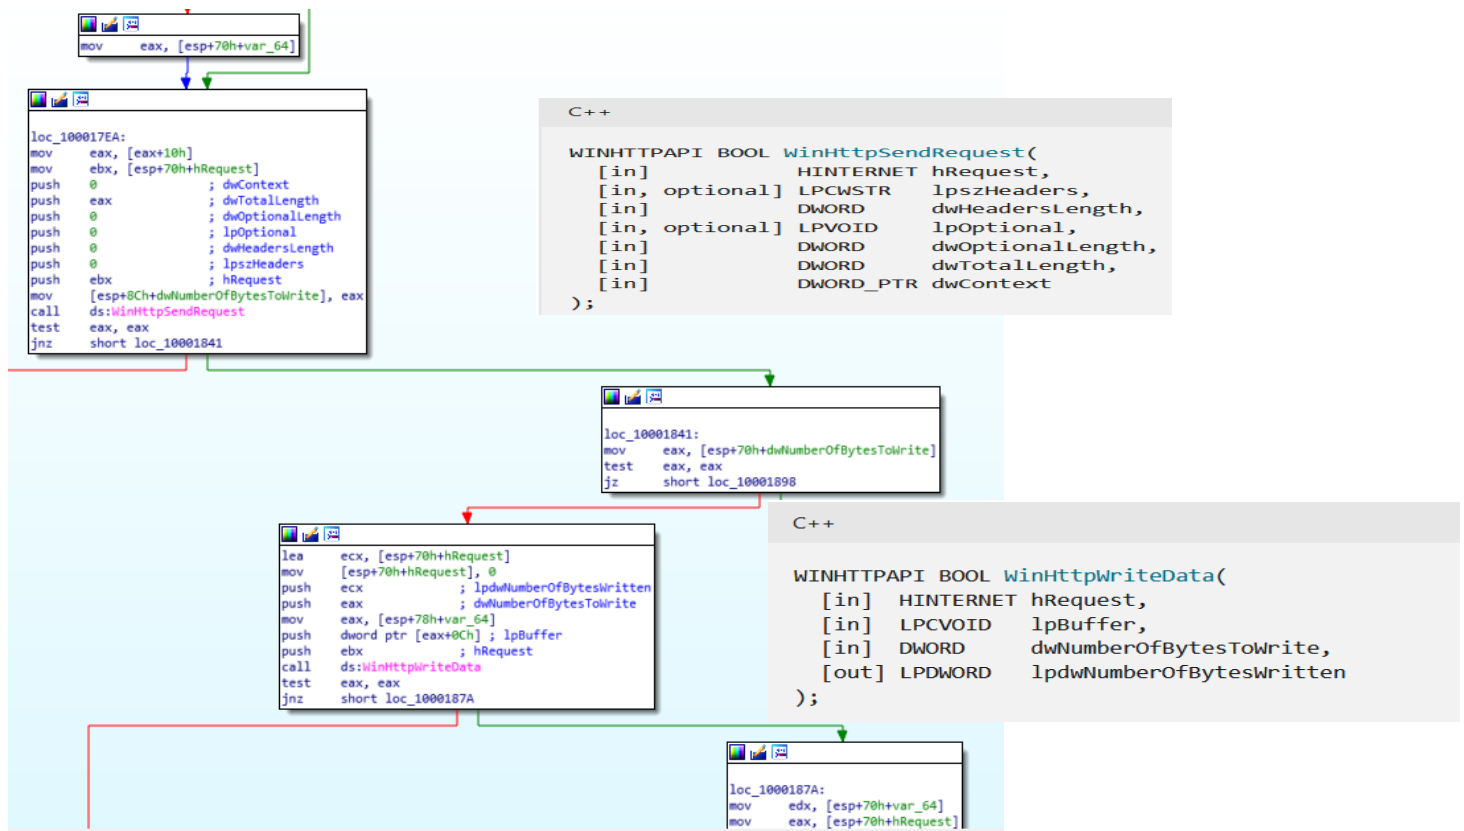 mov eax, [esp+70h+var_64]
loc_100017EA:
mov eax, [eax+10h]
mov ebx, [esp+70h+hRequest]
push 0 ; dwContext
push eax ; dwTotalLength
push 0 ; dwOptionalLength
push 0 ; lpOptional
push 0 ; dwHeadersLength
push 0 ; lpszHeaders
push ebx ; hRequest
mov [esp+8Ch+dwNumberOfBytesToWrite], eax
call ds:WinHttpSendRequest
test eax, eax
jnz short loc_10001841
C++
WINHTTPAPI BOOL WinHttpSendRequest(
[in] HINTERNET hRequest,
[in, optional] LPCWSTR lpszHeaders,
[in] DWORD dwHeadersLength,
[in, optional] LPVOID lpOptional,
[in] DWORD dwOptionalLength,
[in] DWORD dwTotalLength,
[in] DWORD_PTR dwContext
);
loc_10001841:
mov eax, [esp+70h+dwNumberOfBytesToWrite]
test eax, eax
jz short loc_10001898
lea ecx, [esp+70h+hRequest]
mov [esp+70h+hRequest], 0
push ecx ; lpdwNumberOfBytesWritten
push eax ; dwNumberOfBytesToWrite
mov eax, [esp+78h+var_64]
push dword ptr [eax+0Ch] ; lpBuffer
push ebx ; hRequest
call ds:WinHttpWriteData
test eax, eax
jnz short loc_1000187A
C++
WINHTTPAPI BOOL WinHttpWriteData(
[in] HINTERNET hRequest,
[in] LPCVOID lpBuffer,
[in] DWORD dwNumberOfBytesToWrite,
[out] LPDWORD lpdwNumberOfBytesWritten
);
loc_1000187A:
mov edx, [esp+70h+var_64]
mov eax, [esp+70h+hRequest]